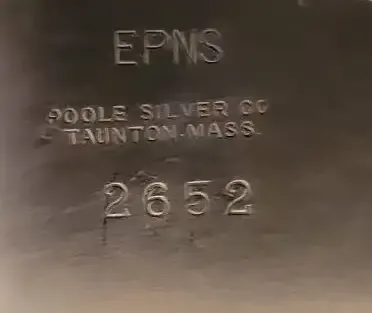 EPNS
POOLE SILVER CO
TAUNTON.MASS.
2652